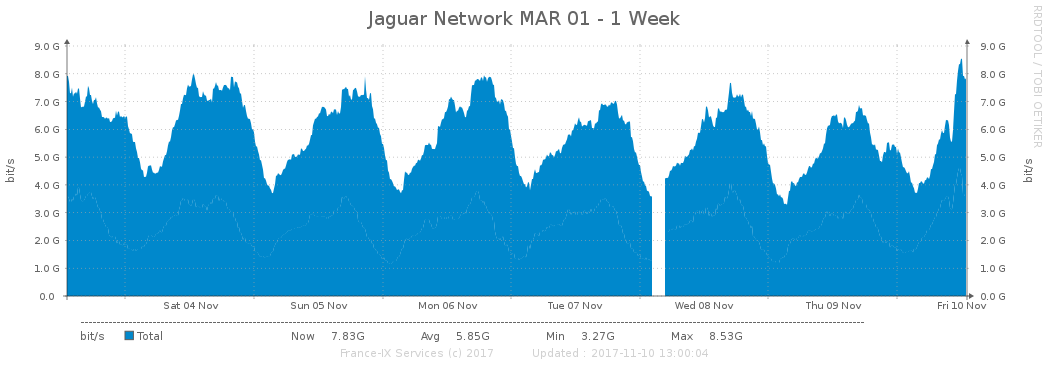 Jaguar Network MAR 01 - 1 Week
RRDTOOL / TOBI OETIKER
bit/s
9.0 G 9.0 G
8.0 G 8.0 G
7.0 G 7.0 G
6.0 G 6.0 G
5.0 G 5.0 G
4.0 G 4.0 G
3.0 G 3.0 G
2.0 G 2.0 G
1.0 G 1.0 G
0.0 0.0 G
bit/s
Sat 04 Nov Sun 05 Nov Mon 06 Nov Tue 07 Nov Wed 08 Nov Thu 09 Nov Fri 10 Nov
bit/s Total Now 7.83G Avg 5.85G Min 3.27G Max 8.53G
France-IX Services (c) 2017 Updated : 2017-11-10 13:00:04